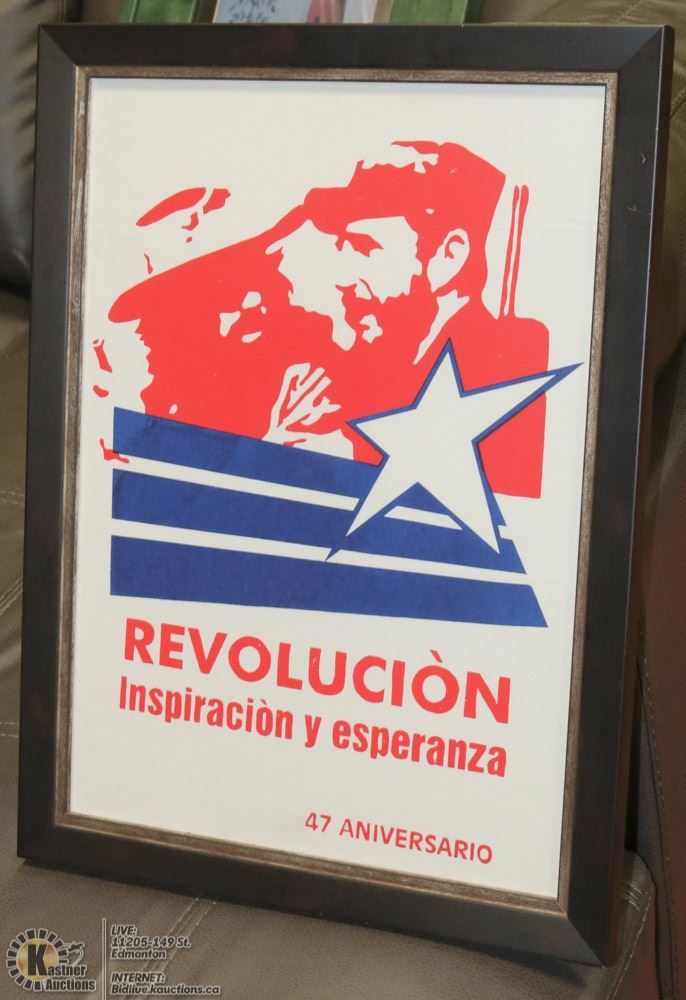 REVOLUCIÒN
Inspiraciòn y esperanza
47 ANIVERSARIO
Kastner
Auctions
LIVE:
11205-149 St.
Edmonton
INTERNET:
Bidlive.kauctions.ca